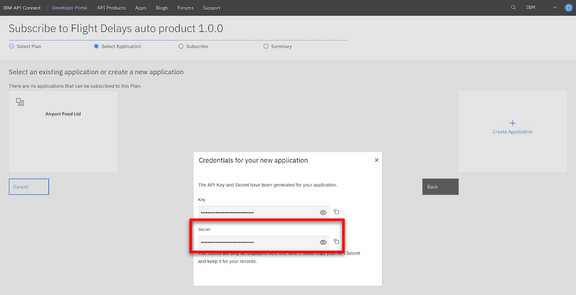 IBM API Connect Developer Portal API Products Apps Blogs Forums Support IBM
Subscribe to Flight Delays auto product 1.0.0
Select Plan Select Application Subscribe Summary
Select an existing application or create a new application
There are no applications that can be subscribed to this Plan.
Airport Food Ltd
Create Application
Cancel
Back
Credentials for your new application
The API Key and Secret have been generated for your application.
Key
Secret
Secret
and keep it for your records.